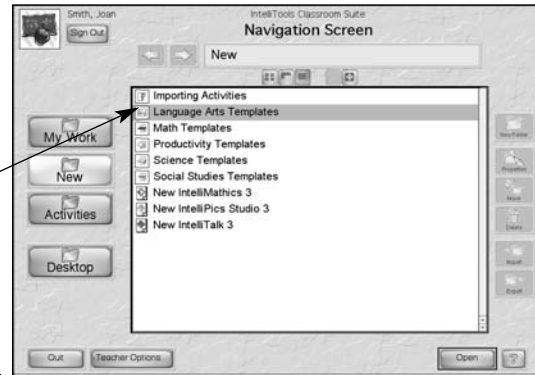 Smith, Joan
Sign Out
IntelliTools Classroom Suite
Navigation Screen
New
Importing Activities
Language Arts Templates
Math Templates
Productivity Templates
Science Templates
Social Studies Templates
New IntelliMathics 3
New IntelliPics Studio 3
New IntelliTalk 3
My Work
New
Activities
Desktop
New Folder
Properties
Move
Delete
Import
Export
Quit
Teacher Options
Open
?